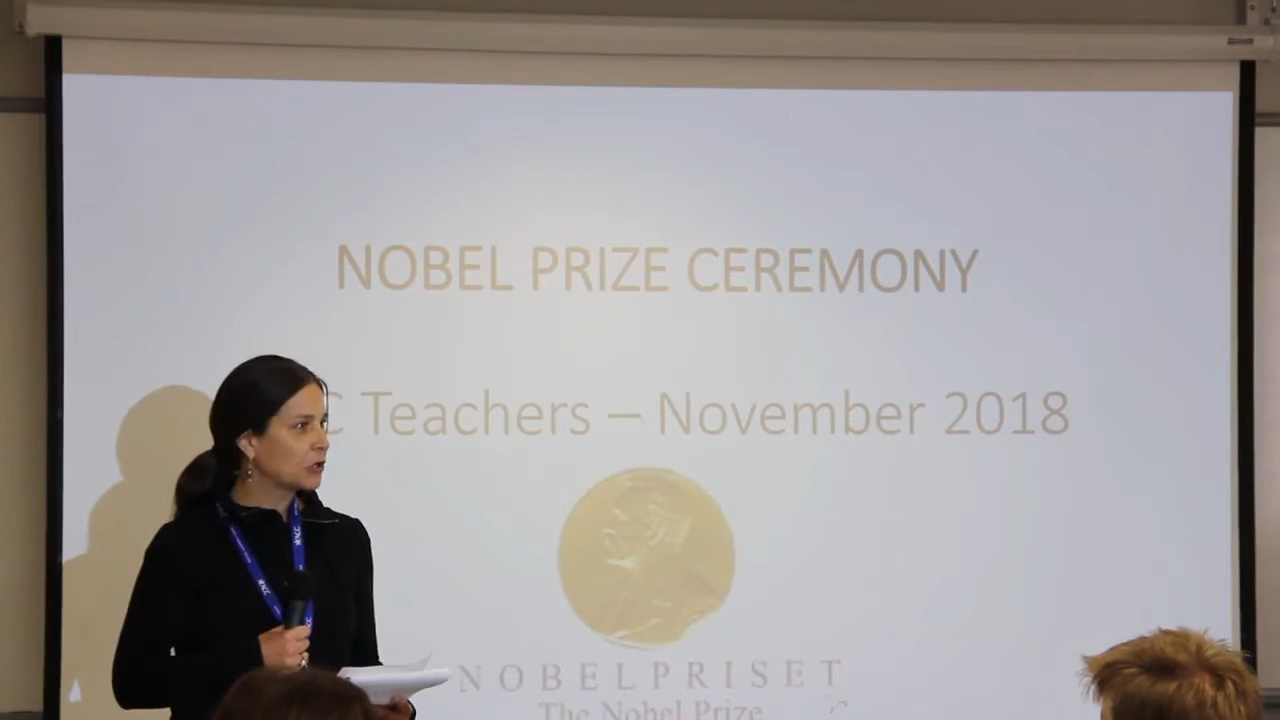 NOBEL PRIZE CEREMONY
C Teachers – November 2018
NOBELPRISET
The Nobel Prize